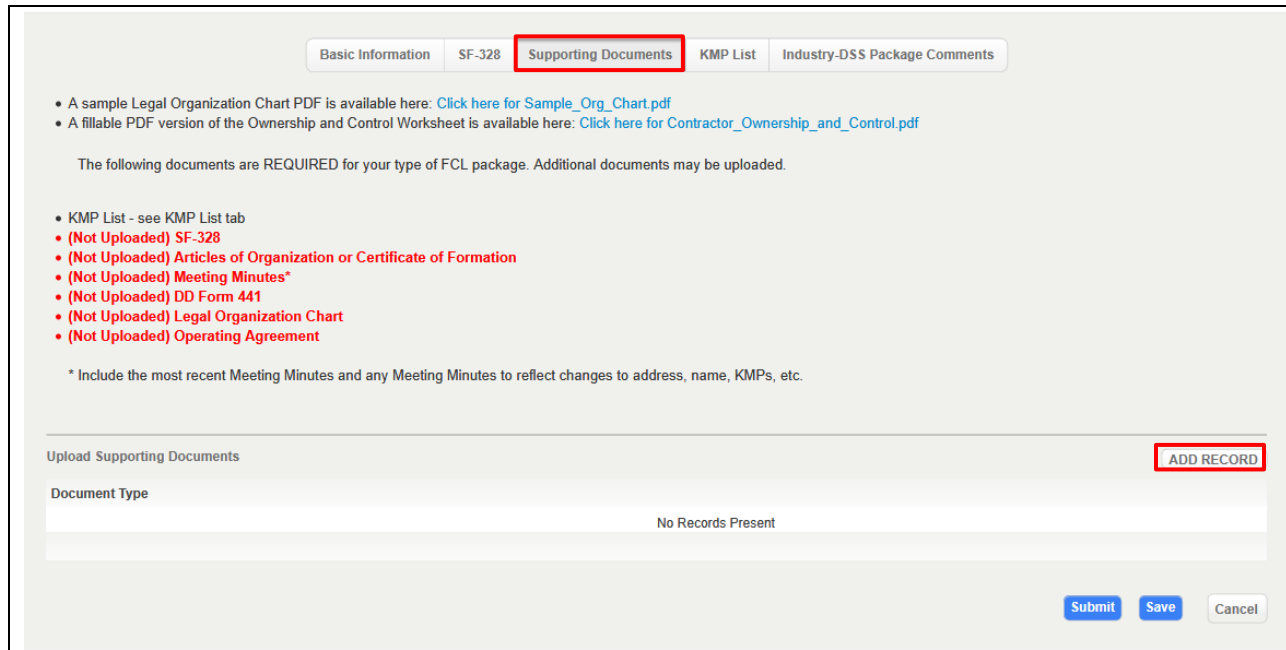 Basic Information SF-328 Supporting Documents KMP List Industry-DSS Package Comments
• A sample Legal Organization Chart PDF is available here: Click here for Sample_Org_Chart.pdf
• A fillable PDF version of the Ownership and Control Worksheet is available here: Click here for Contractor_Ownership_and_Control.pdf
The following documents are REQUIRED for your type of FCL package. Additional documents may be uploaded.
• KMP List - see KMP List tab
• (Not Uploaded) SF-328
• (Not Uploaded) Articles of Organization or Certificate of Formation
• (Not Uploaded) Meeting Minutes*
• (Not Uploaded) DD Form 441
• (Not Uploaded) Legal Organization Chart
• (Not Uploaded) Operating Agreement
* Include the most recent Meeting Minutes and any Meeting Minutes to reflect changes to address, name, KMPs, etc.
Upload Supporting Documents ADD RECORD
Document Type
No Records Present
Submit Save Cancel